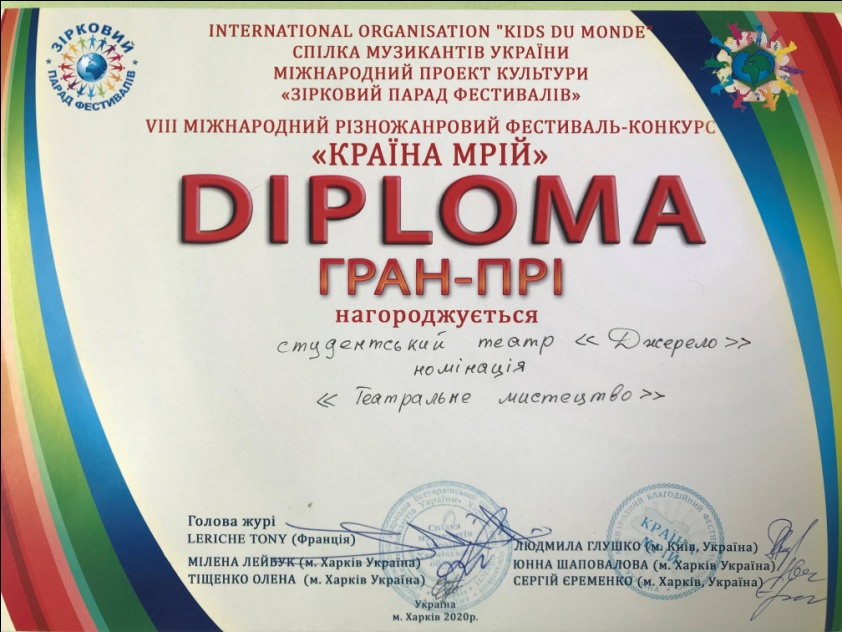 ЗІРКОВИЙ
ПАРАД ФЕСТИВАЛІВ
INTERNATIONAL ORGANISATION "KIDS DU MONDE"
СПІЛКА МУЗИКАНТІВ УКРАЇНИ
МІЖНАРОДНИЙ ПРОЕКТ КУЛЬТУРИ
«ЗІРКОВИЙ ПАРАД ФЕСТИВАЛІВ»
VIII МІЖНАРОДНИЙ РІЗНОЖАНРОВИЙ ФЕСТИВАЛЬ-КОНКУРС
«КРАЇНА МРІЙ»
DIPLOMA
ГРАН-ПРІ
нагороджується
студентський театр «Джерело»
номінація
«Театральне мистецтво»
Голова журі
LERICHE TONY (Франція)
МІЛЕНА ЛЕЙБУК (м. Харків Україна)
ТІЩЕНКО ОЛЕНА (м. Харків Україна)
ЛЮДМИЛА ГЛУШКО (м. Київ, Україна)
ЮННА ШАПОВАЛОВА (м. Харків Україна)
СЕРГІЙ ЄРЕМЕНКО (м. Харків, Україна)
Спілка
КРАЇНА
МРІЙ
Україна
м. Харків 2020р.